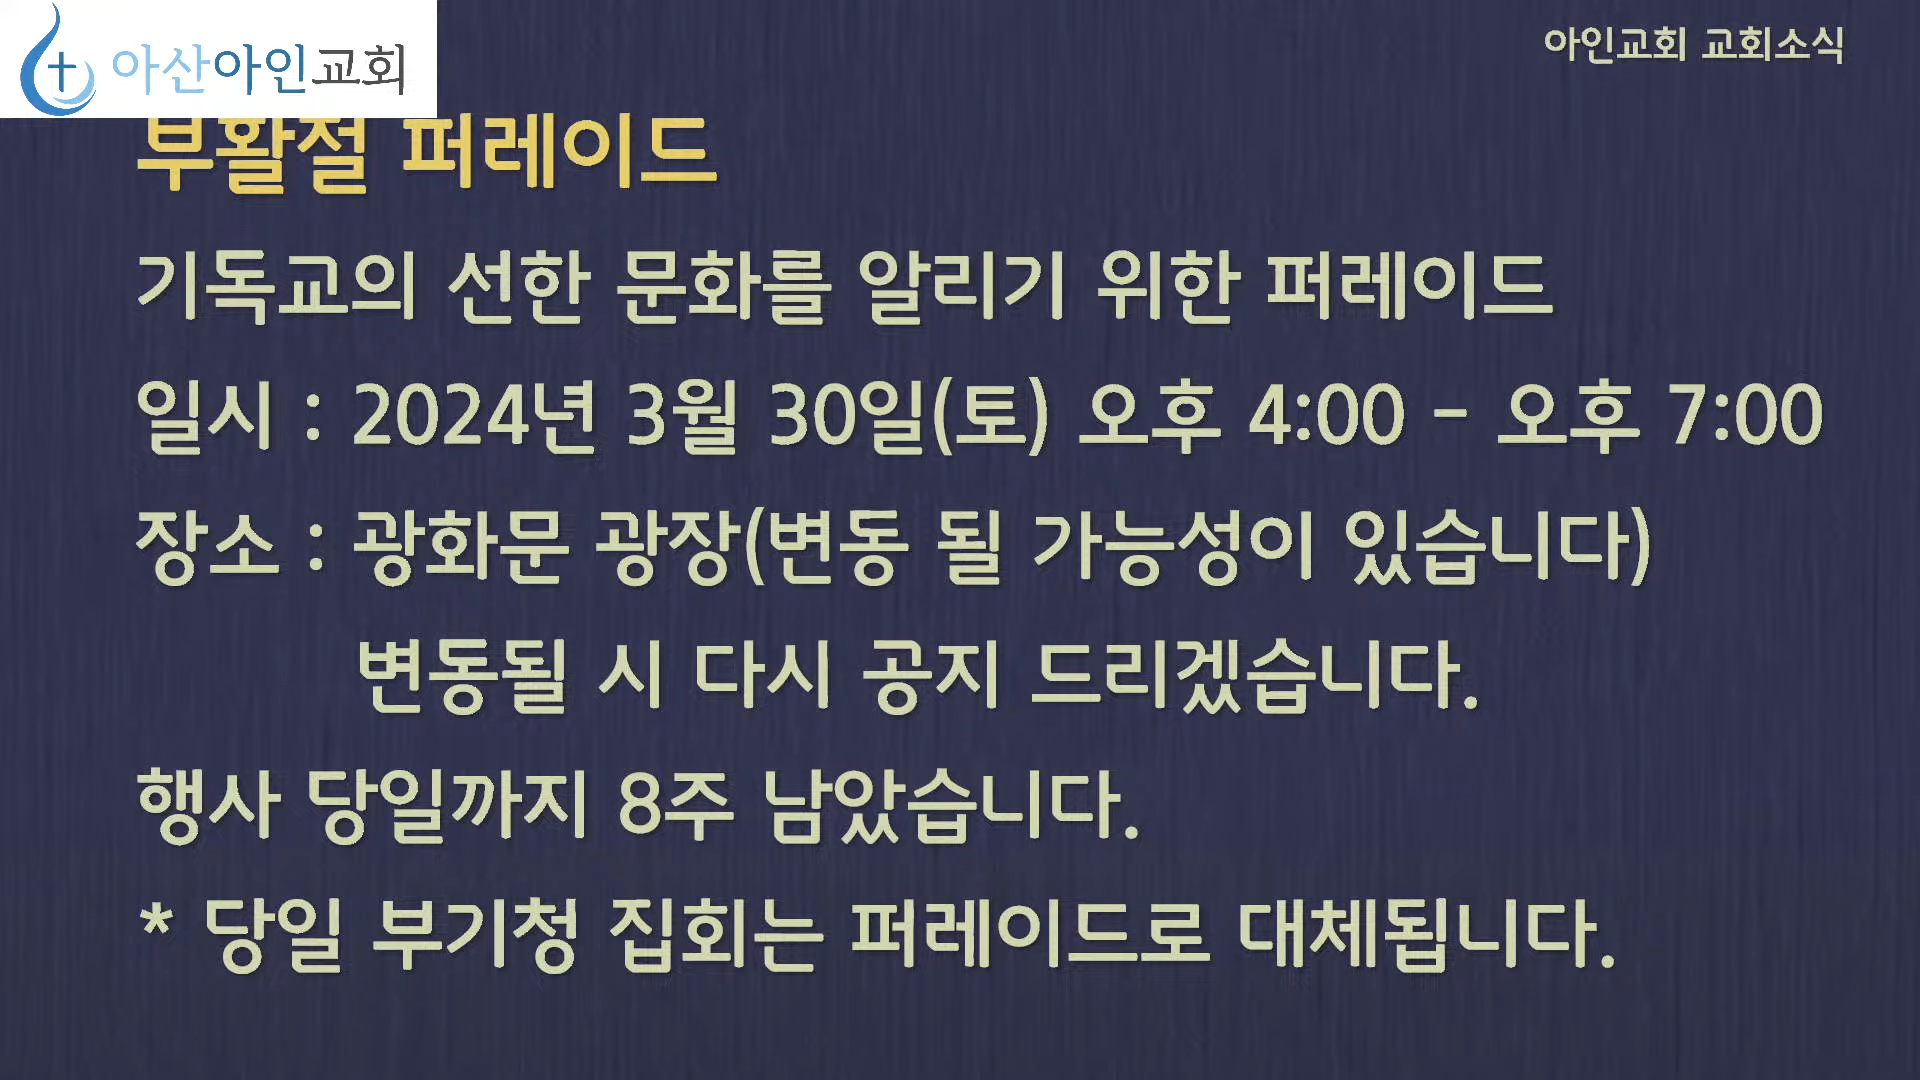 아산아인교회
아인교회 교회소식
부활절 퍼레이드
기독교의 선한 문화를 알리기 위한 퍼레이드
일시 : 2024년 3월 30일(토) 오후 4:00 - 오후 7:00
장소 : 광화문 광장(변동 될 가능성이 있습니다)
변동될 시 다시 공지 드리겠습니다.
행사 당일까지 8주 남았습니다.
* 당일 부기청 집회는 퍼레이드로 대체됩니다.